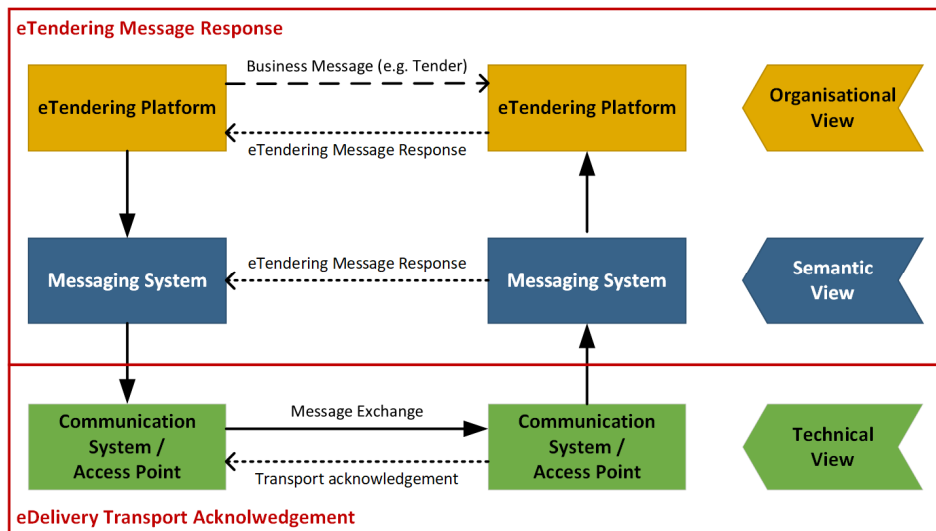 eTendering Message Response
Business Message (e.g. Tender)
eTendering Platform
eTendering Platform
Organisational
View
eTendering Message Response
Messaging System
eTendering Message Response
Messaging System
Semantic
View
Communication
System /
Access Point
Message Exchange
Transport acknowledgement
Communication
System /
Access Point
Technical
View
eDelivery Transport Acknolwedgement